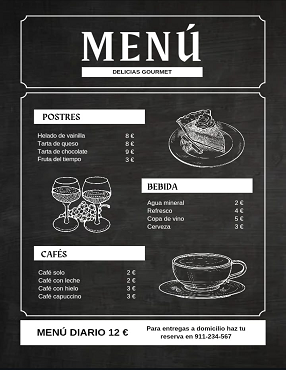 MENÚ
DELICIAS GOURMET
POSTRES
Helado de vainilla 8 €
Tarta de queso 8 €
Tarta de chocolate 9 €
Fruta del tiempo 3 €
BEBIDA
Agua mineral 2 €
Refresco 4 €
Copa de vino 5 €
Cerveza 3 €
CAFÉS
Café solo 2 €
Café con leche 2 €
Café con hielo 3 €
Café capuccino 3 €
MENÚ DIARIO 12 €
Para entregas a domicilio haz tu
reserva en 911-234-567